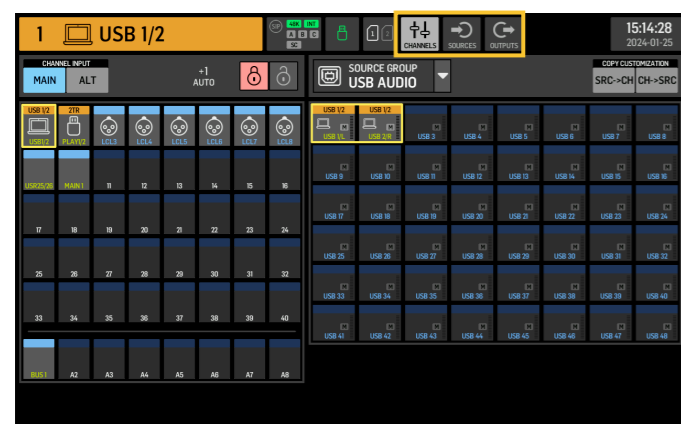 1 USB 1/2
SIP 48K INT
A B C
SC
1 2
CHANNELS SOURCES OUTPUTS
15:14:28
2024-01-25
CHANNEL INPUT
MAIN ALT
+1
AUTO
SOURCE GROUP
USB AUDIO
COPY CUSTOMIZATION
SRC->CH CH->SRC
USB 1/2 2TR
USB1/2 PLAY1/2 LCL3 LCL4 LCL5 LCL6 LCL7 LCL8
USB25/26 MAIN 1 11 12 13 14 15 16
17 18 19 20 21 22 23 24
25 26 27 28 29 30 31 32
33 34 35 36 37 38 39 40
BUS 1 A2 A3 A4 A5 A6 A7 A8
USB 1/2 USB 1/2
USB 1/L USB 2/R USB 3 USB 4 USB 5 USB 6 USB 7 USB 8
USB 9 USB 10 USB 11 USB 12 USB 13 USB 14 USB 15 USB 16
USB 17 USB 18 USB 19 USB 20 USB 21 USB 22 USB 23 USB 24
USB 25 USB 26 USB 27 USB 28 USB 29 USB 30 USB 31 USB 32
USB 33 USB 34 USB 35 USB 36 USB 37 USB 38 USB 39 USB 40
USB 41 USB 42 USB 43 USB 44 USB 45 USB 46 USB 47 USB 48